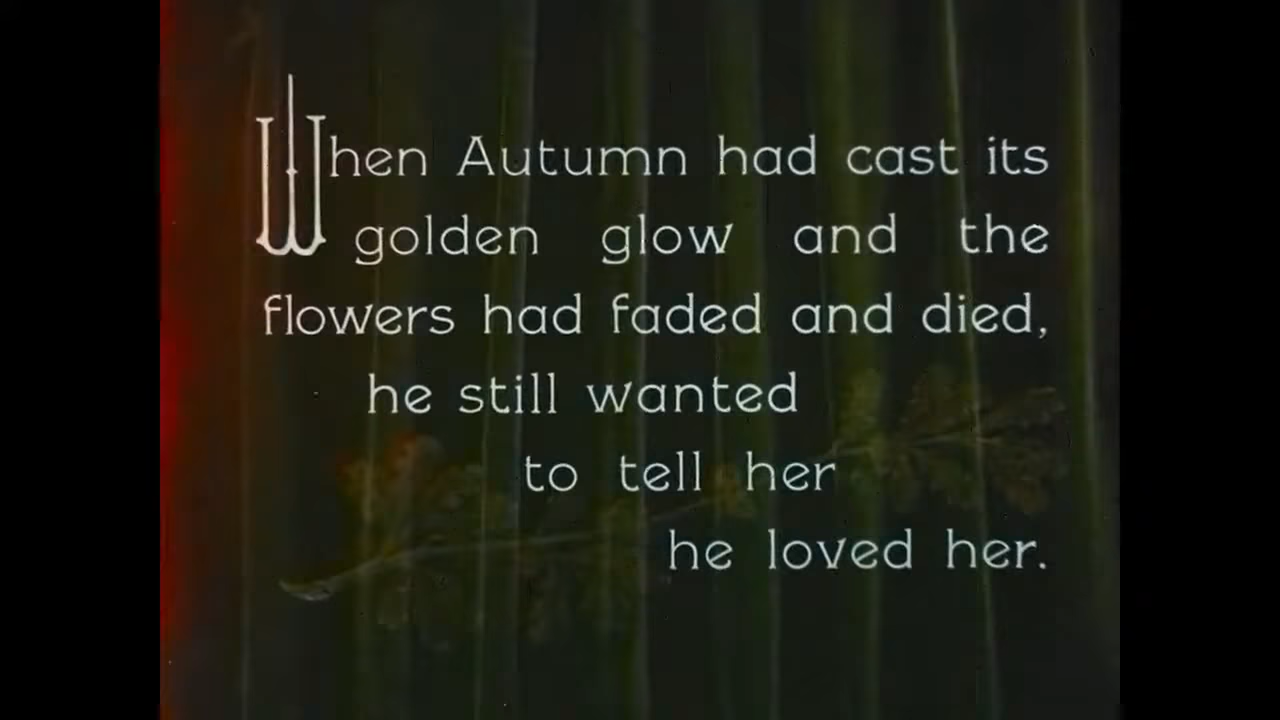 When Autumn had cast its
golden glow and the
flowers had faded and died,
he still wanted
to tell her
he loved her.